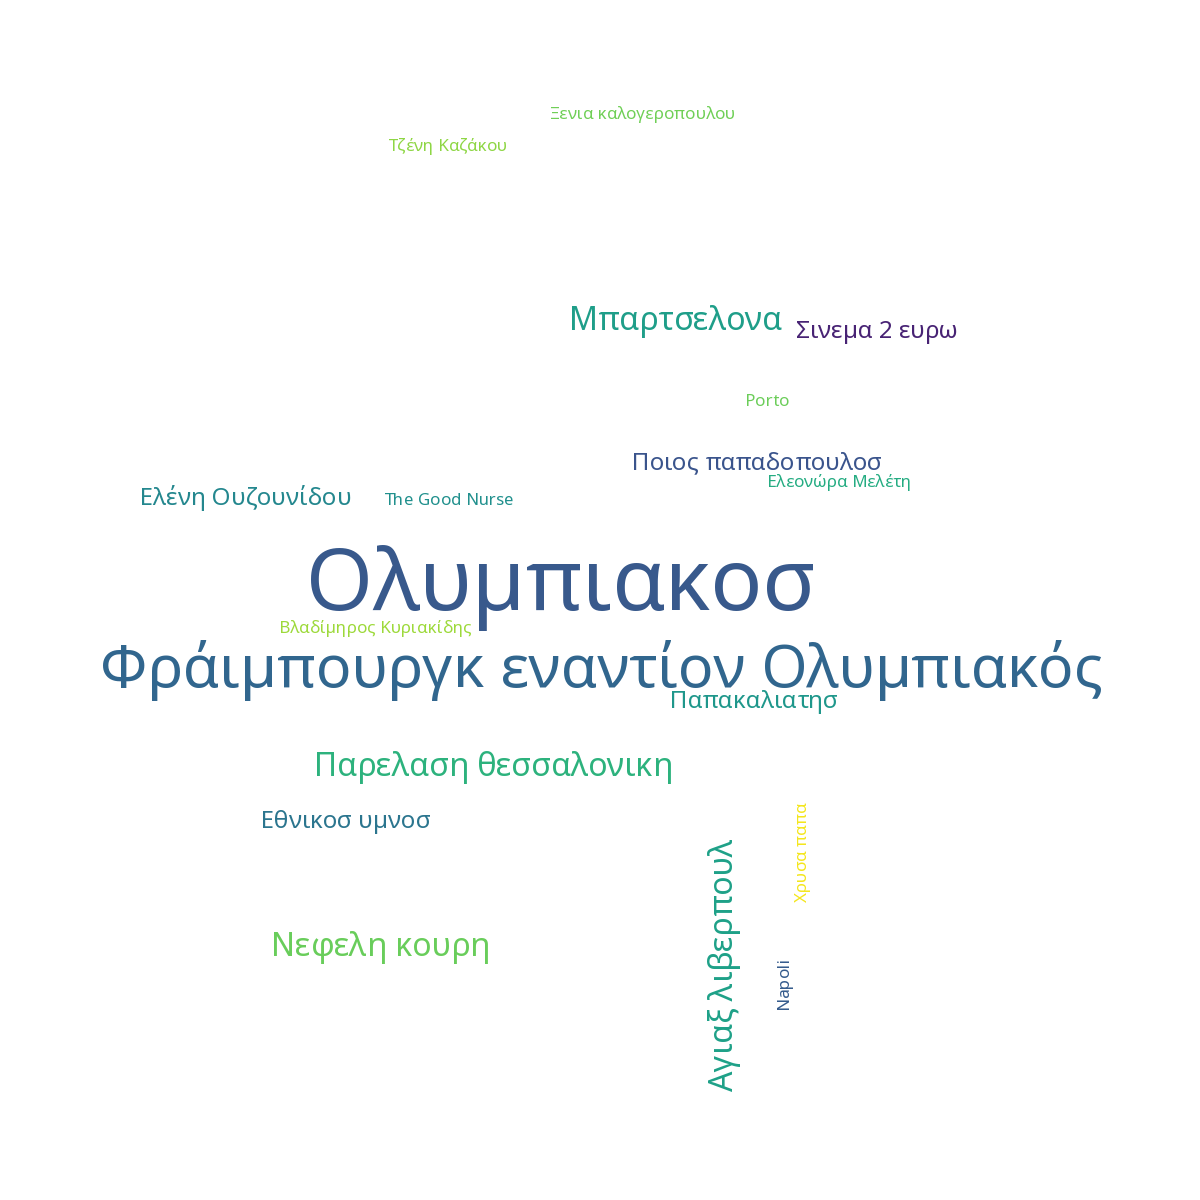 Ξενια καλογεροπουλου
Τζένη Καζάκου
Μπαρτσελονα
Σινεμα 2 ευρω
Porto
Ποιος παπαδοπουλοσ
Ελεονώρα Μελέτη
Ελένη Ουζουνίδου
The Good Nurse
Ολυμπιακοσ
Βλαδίμηρος Κυριακίδης
Φράιμπουργκ εναντίον Ολυμπιακός
Παπακαλιατησ
Παρελαση θεσσαλονικη
Εθνικοσ υμνοσ
Χρυσα παπα
Αγιαξ λιβερπουλ
Νεφελη κουρη
Napoli